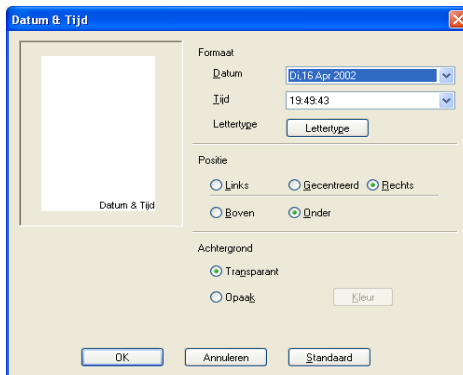 Datum & Tijd
Datum & Tijd
Formaat
Datum Di,16 Apr 2002
Tijd 19:49:43
Lettertype Lettertype
Positie
Links Gecentreerd Rechts
Boven Onder
Achtergrond
Transparant
Opaak Kleur
OK Annuleren Standaard